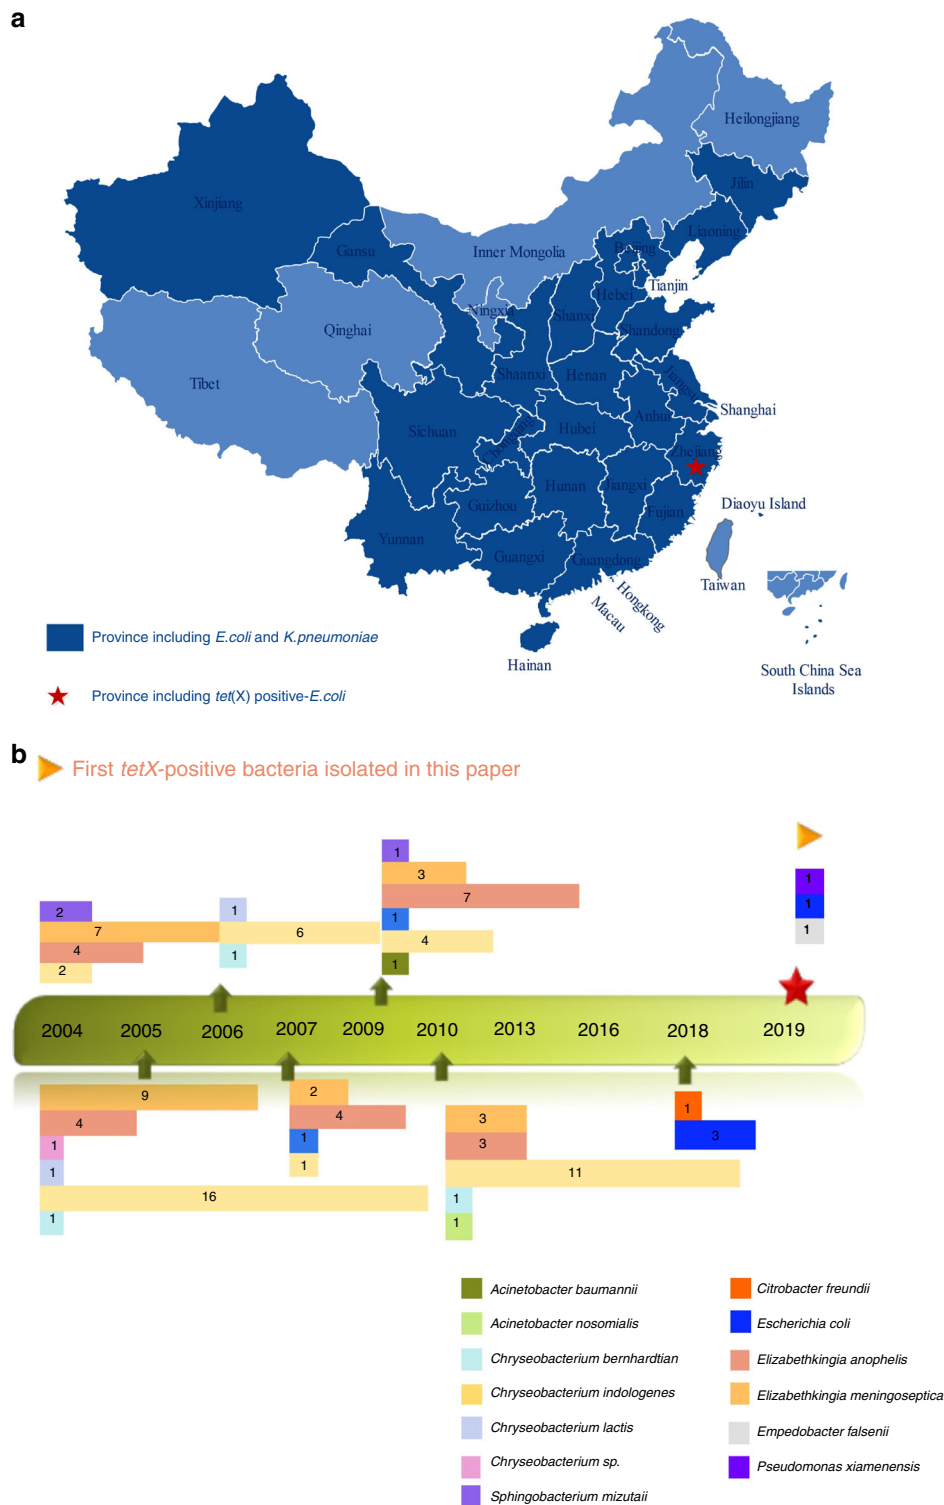 a
Heilongjiang
Jilin
Xinjiang
Liaoning
Gansu
Inner Mongolia
Beijing
Tianjin
Hebei
Ningxia
Shanxi
Qinghai
Shandong
Tibet
Shaanxi
Henan
Jiangsu
Shanghai
Anhui
Sichuan
Chongqing
Hubei
Zhejiang
Hunan
Jiangxi
Guizhou
Fujian
Diaoyu Island
Yunnan
Guangxi
Guangdong
Taiwan
Hongkong
Macau
Province including E.coli and K.pneumoniae
Hainan
South China Sea
Islands
Province including tet(X) positive-E.coli
b
First tetX-positive bacteria isolated in this paper
1
3
7
1
4
1
2
7
4
2
1
6
1
1
1
1
2004 2005 2006 2007 2009 2010 2013 2016 2018 2019
9
4
1
1
16
1
2
4
1
1
3
3
11
1
1
1
3
Acinetobacter baumannii
Acinetobacter nosomialis
Chryseobacterium bernhardtian
Chryseobacterium indologenes
Chryseobacterium lactis
Chryseobacterium sp.
Sphingobacterium mizutaii
Citrobacter freundii
Escherichia coli
Elizabethkingia anophelis
Elizabethkingia meningoseptica
Empedobacter falsenii
Pseudomonas xiamenensis